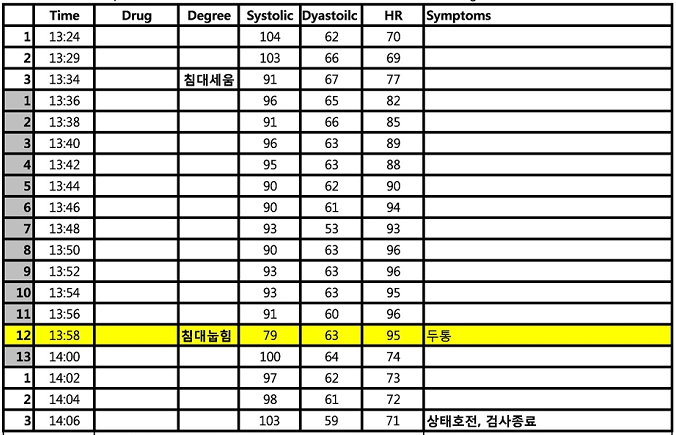 Time Drug Degree Systolic Dyastoilc HR Symptoms
1 13:24 104 62 70
2 13:29 103 66 69
3 13:34 침대세움 91 67 77
1 13:36 96 65 82
2 13:38 91 66 85
3 13:40 96 63 89
4 13:42 95 63 88
5 13:44 90 62 90
6 13:46 90 61 94
7 13:48 93 53 93
8 13:50 90 63 96
9 13:52 93 63 96
10 13:54 93 63 95
11 13:56 91 60 96
12 13:58 침대눕힘 79 63 95 두통
13 14:00 100 64 74
1 14:02 97 62 73
2 14:04 98 61 72
3 14:06 103 59 71 상태호전, 검사종료